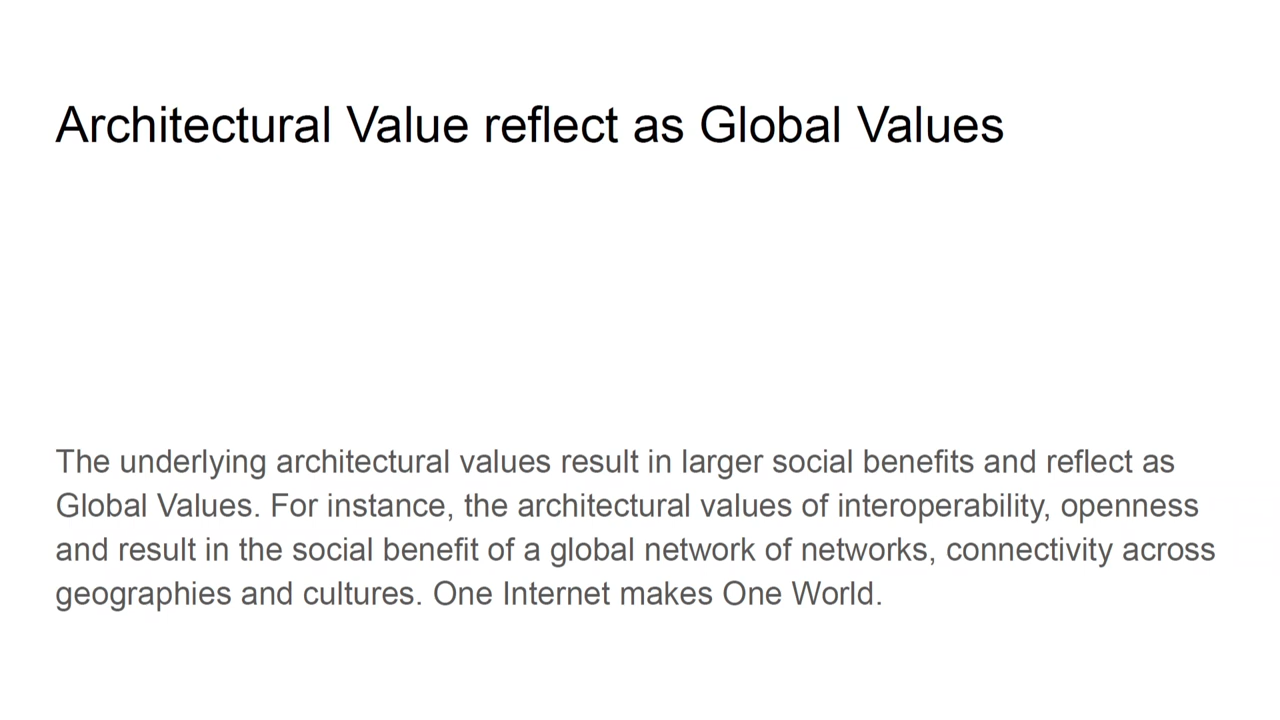 Architectural Value reflect as Global Values
The underlying architectural values result in larger social benefits and reflect as
Global Values. For instance, the architectural values of interoperability, openness
and result in the social benefit of a global network of networks, connectivity across
geographies and cultures. One Internet makes One World.